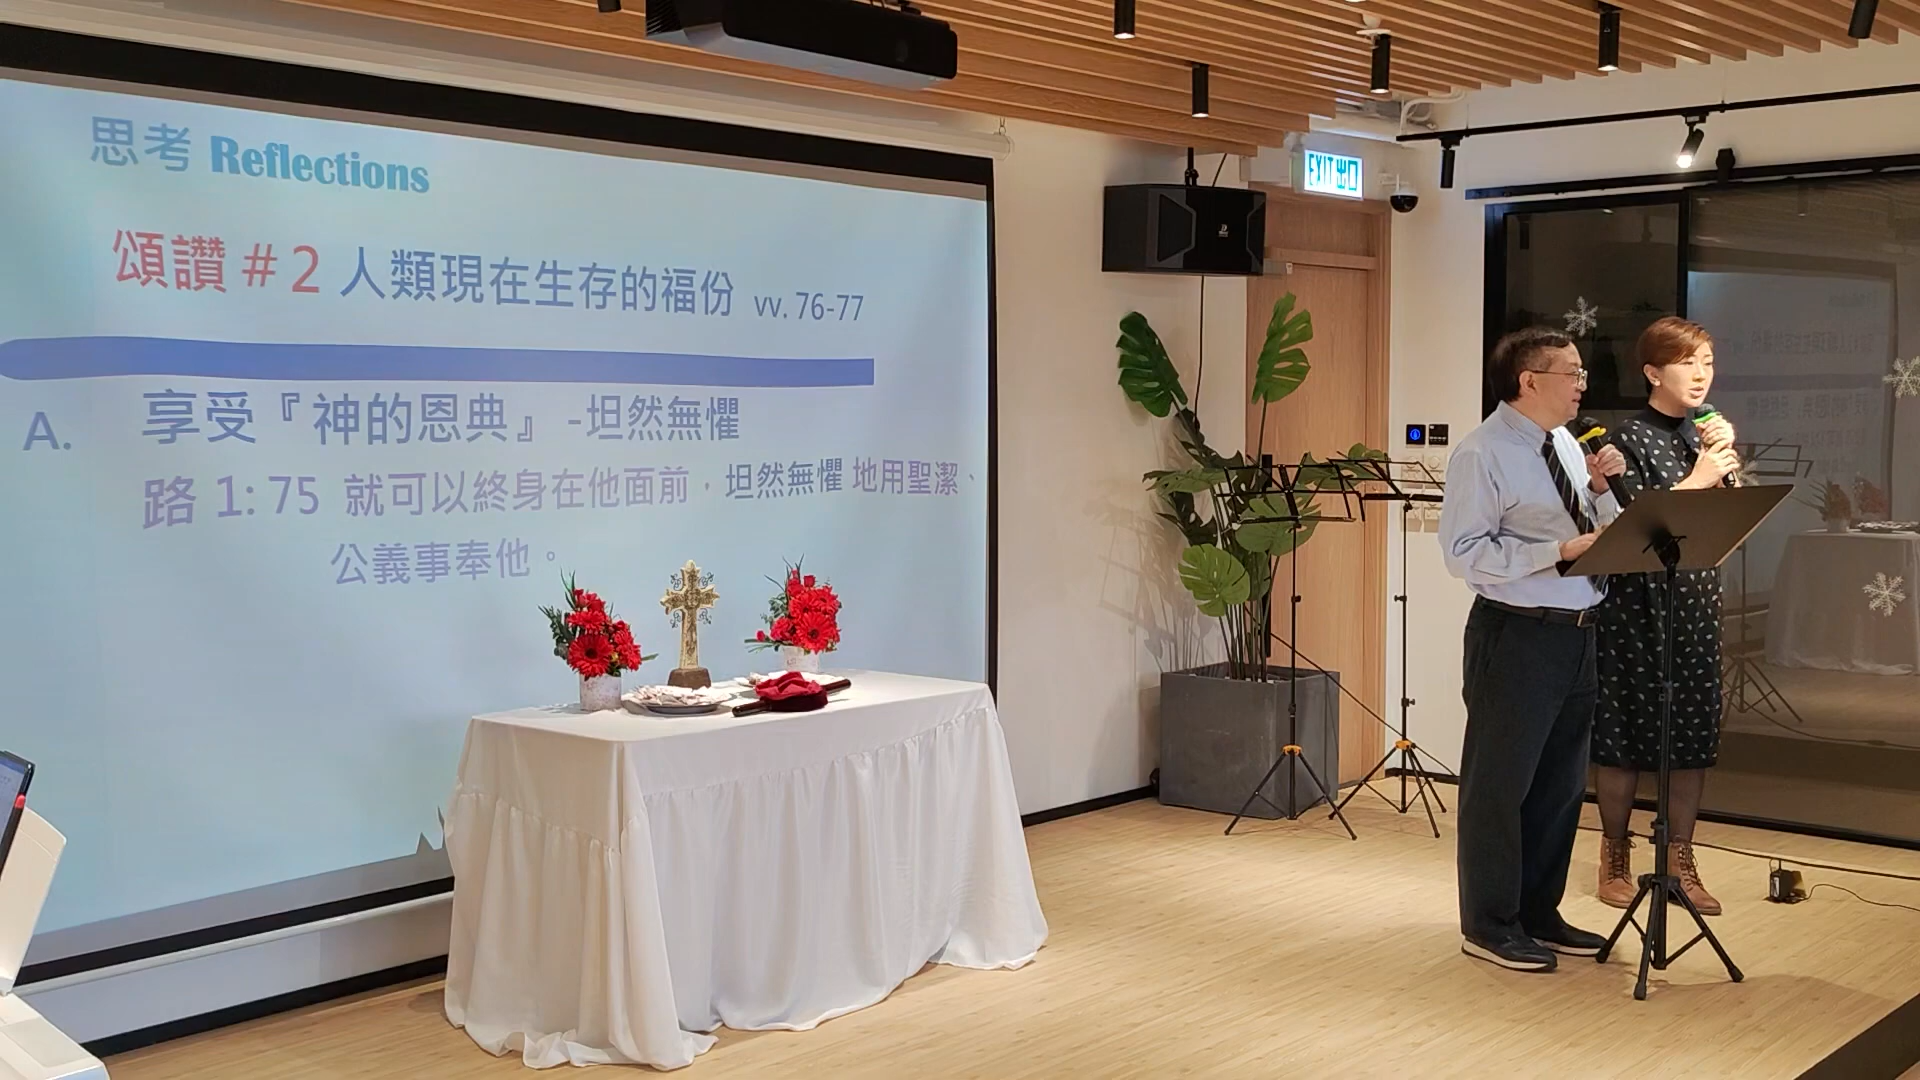 思考 Reflections
頌讚 # 2 人類現在生存的福份 vv. 76-77
A. 享受『神的恩典』 -坦然無懼
路 1: 75 就可以終身在他面前，坦然無懼 地用聖潔、
公義事奉他。
EXIT 出口